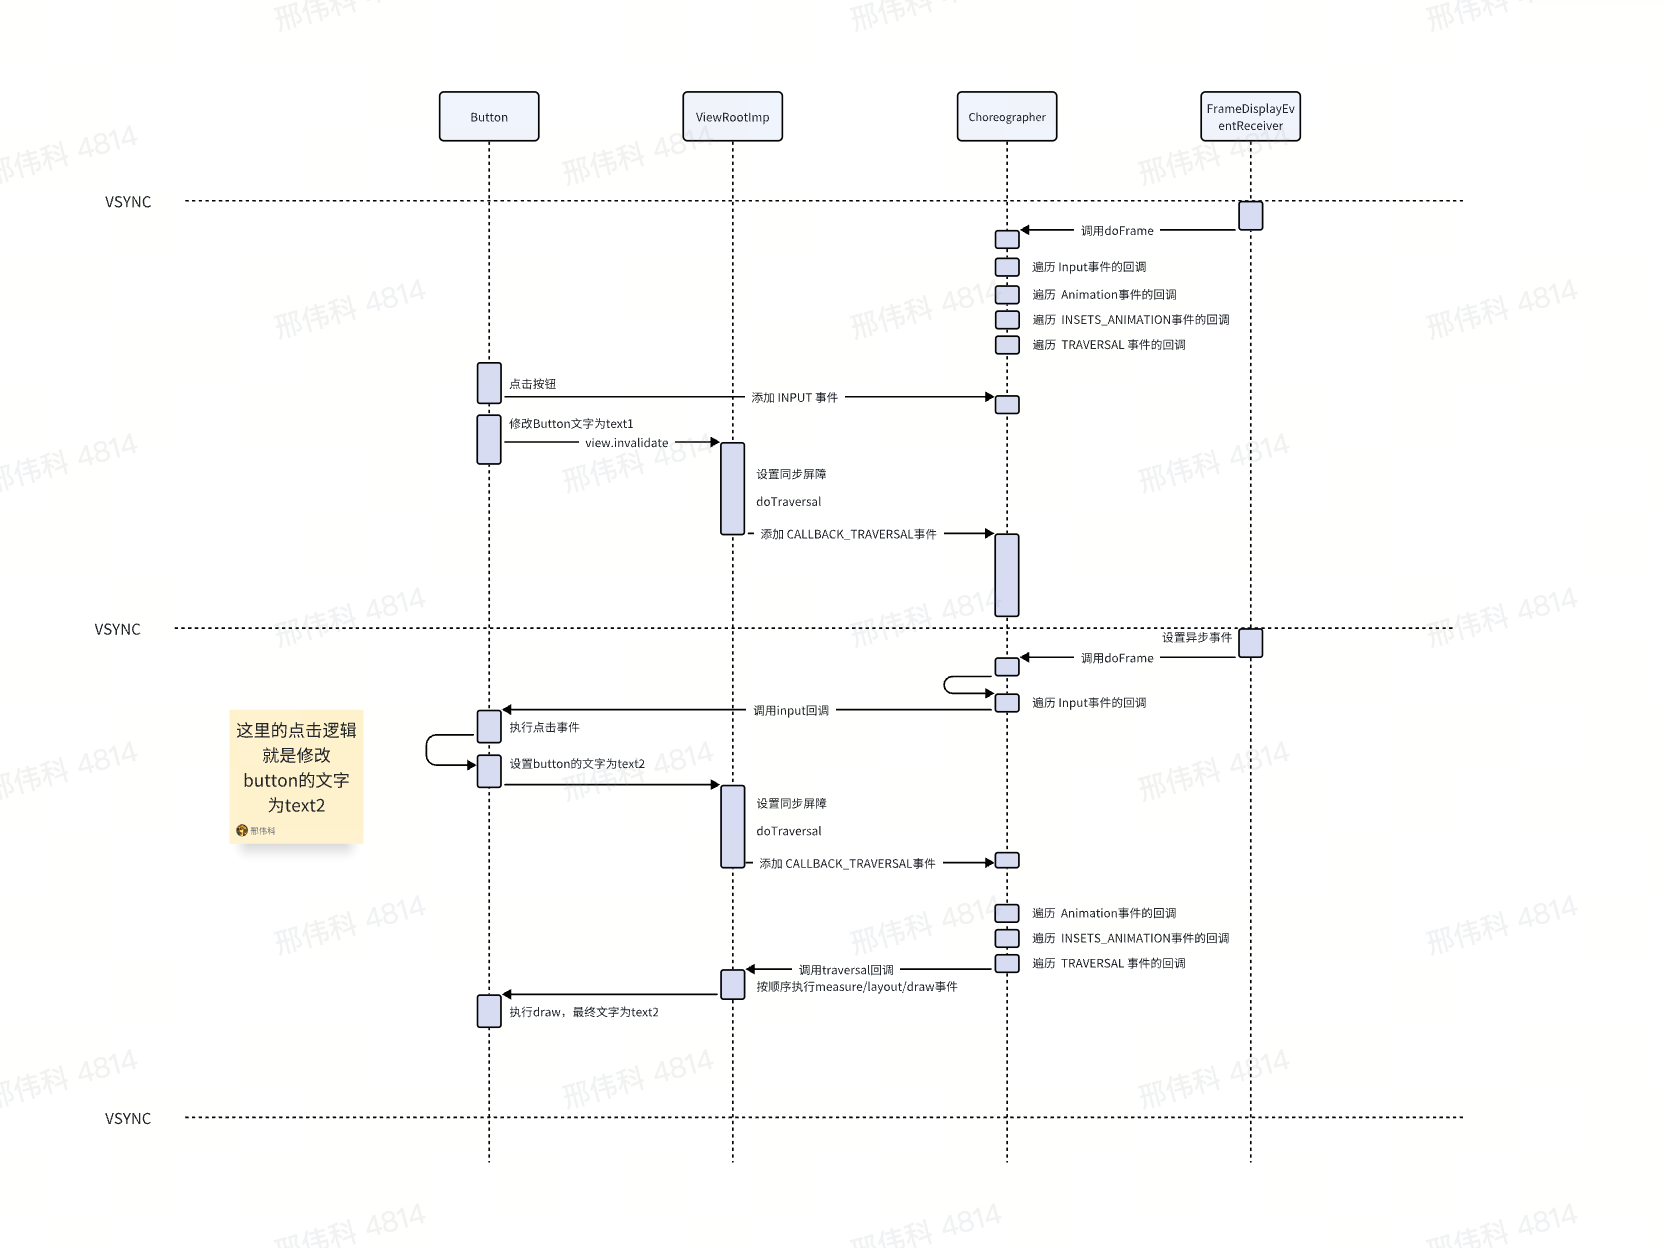 Button
ViewRootImp
Choreographer
FrameDisplayEv
entReceiver
VSYNC
调用doFrame
遍历 Input事件的回调
遍历 Animation事件的回调
遍历 INSETS_ANIMATION事件的回调
遍历 TRAVERSAL 事件的回调
点击按钮
添加 INPUT 事件
修改Button文字为text1
view.invalidate
设置同步屏障
doTraversal
添加 CALLBACK_TRAVERSAL事件
VSYNC
设置异步事件
调用doFrame
遍历 Input事件的回调
调用input回调
执行点击事件
这里的点击逻辑
就是修改
button的文字
为text2
邢伟科
设置button的文字为text2
设置同步屏障
doTraversal
添加 CALLBACK_TRAVERSAL事件
遍历 Animation事件的回调
遍历 INSETS_ANIMATION事件的回调
遍历 TRAVERSAL 事件的回调
调用traversal回调
按顺序执行measure/layout/draw事件
执行draw，最终文字为text2
VSYNC
邢伟科 4814